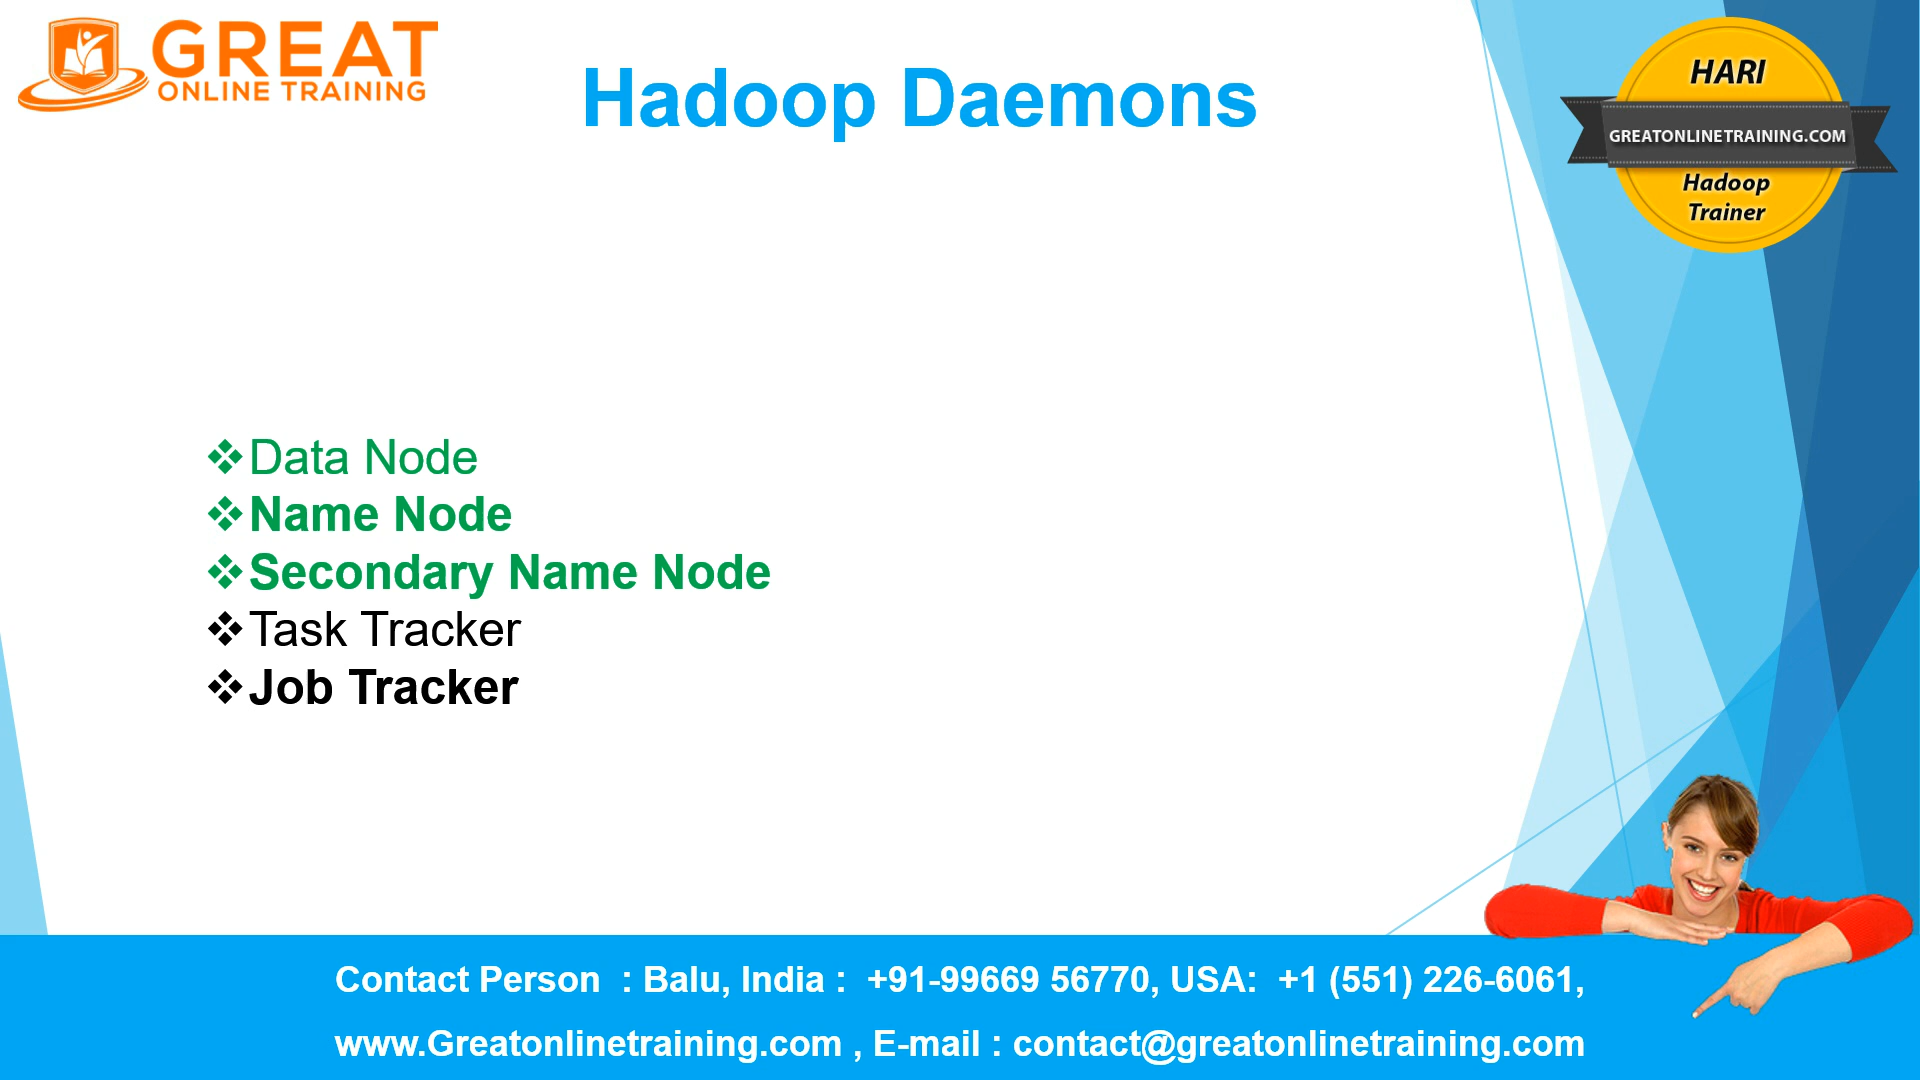 GREAT
ONLINE TRAINING
Hadoop Daemons
HARI
GREATONLINETRAINING.COM
Hadoop
Trainer
❖Data Node
❖Name Node
❖Secondary Name Node
❖Task Tracker
❖Job Tracker
Contact Person  : Balu, India :  +91-99669 56770, USA:  +1 (551) 226-6061,
www.Greatonlinetraining.com , E-mail : contact@greatonlinetraining.com